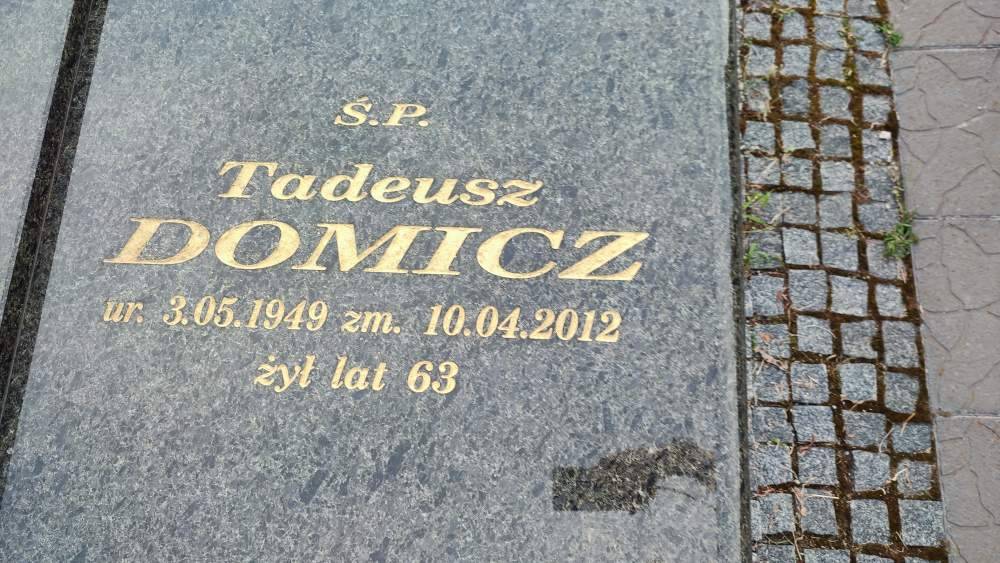 Ś.P.
Tadeusz
DOMICZ
ur. 3.05.1949 zm. 10.04.2012
żył lat 63